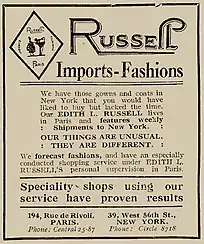 Russell
Paris
RUSSELL
Imports-Fashions
We have those gowns and coats in
New York that you would have
liked to buy but lacked the time.
Our EDITH L. RUSSELL lives
in Paris and features weekly
Shipments to New York.
OUR THINGS ARE UNUSUAL.
THEY ARE DIFFERENT.
We forecast fashions, and have an especially
conducted shopping service under EDITH L.
RUSSELL'S personal supervision in Paris
Speciality shops using our
service have proven results
194, Rue de Rivoli,
PARIS.
Phone: Central 23-87
39, West 56th St.,
NEW YORK.
Phone: Circle 8718